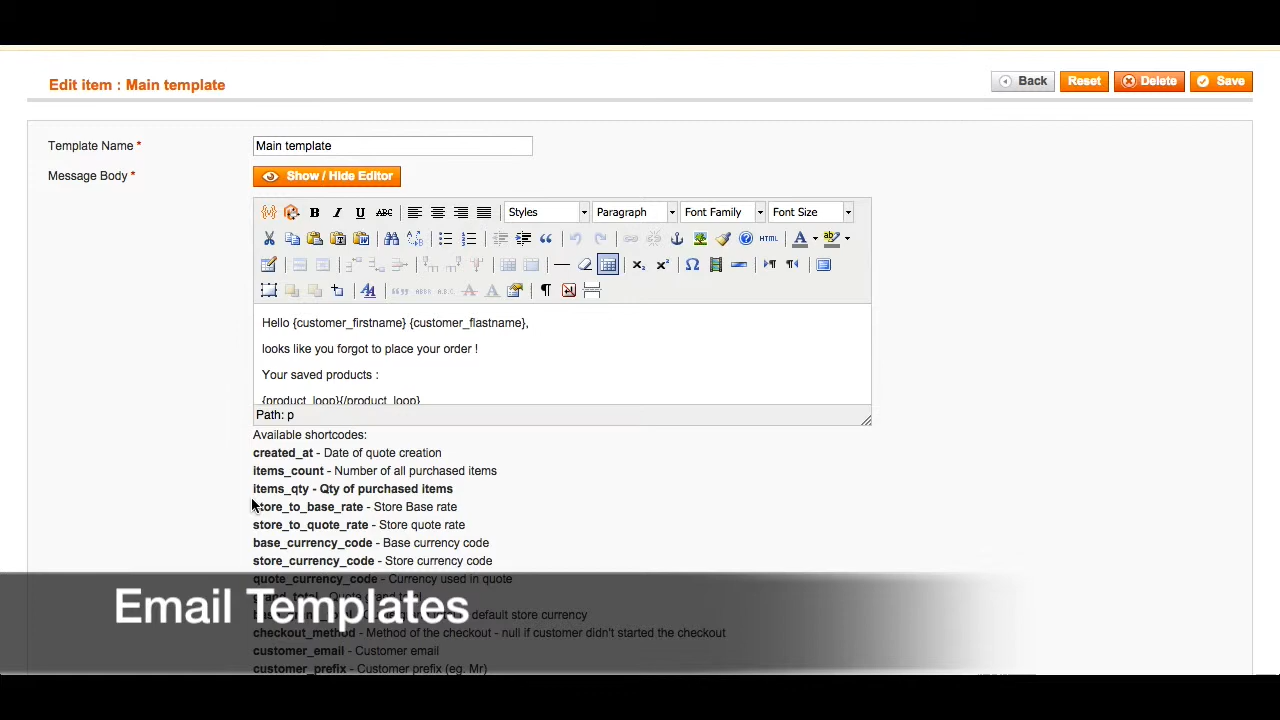 Edit item : Main template
Back Reset Delete Save
Template Name *
Main template
Message Body *
Show / Hide Editor
B I U ABC Styles Paragraph Font Family Font Size
HTML A ab
Hello {customer_firstname} {customer_flastname},
looks like you forgot to place your order !
Your saved products :
{product_loop}{/product_loop}
Path: p
Available shortcodes:
created_at - Date of quote creation
items_count - Number of all purchased items
items_qty - Qty of purchased items
store_to_base_rate - Store Base rate
store_to_quote_rate - Store quote rate
base_currency_code - Base currency code
store_currency_code - Store currency code
quote_currency_code - Currency used in quote
Email Templates
default store currency
checkout_method - Method of the checkout - null if customer didn't started the checkout
customer_email - Customer email
customer_prefix - Customer prefix (eg. Mr)